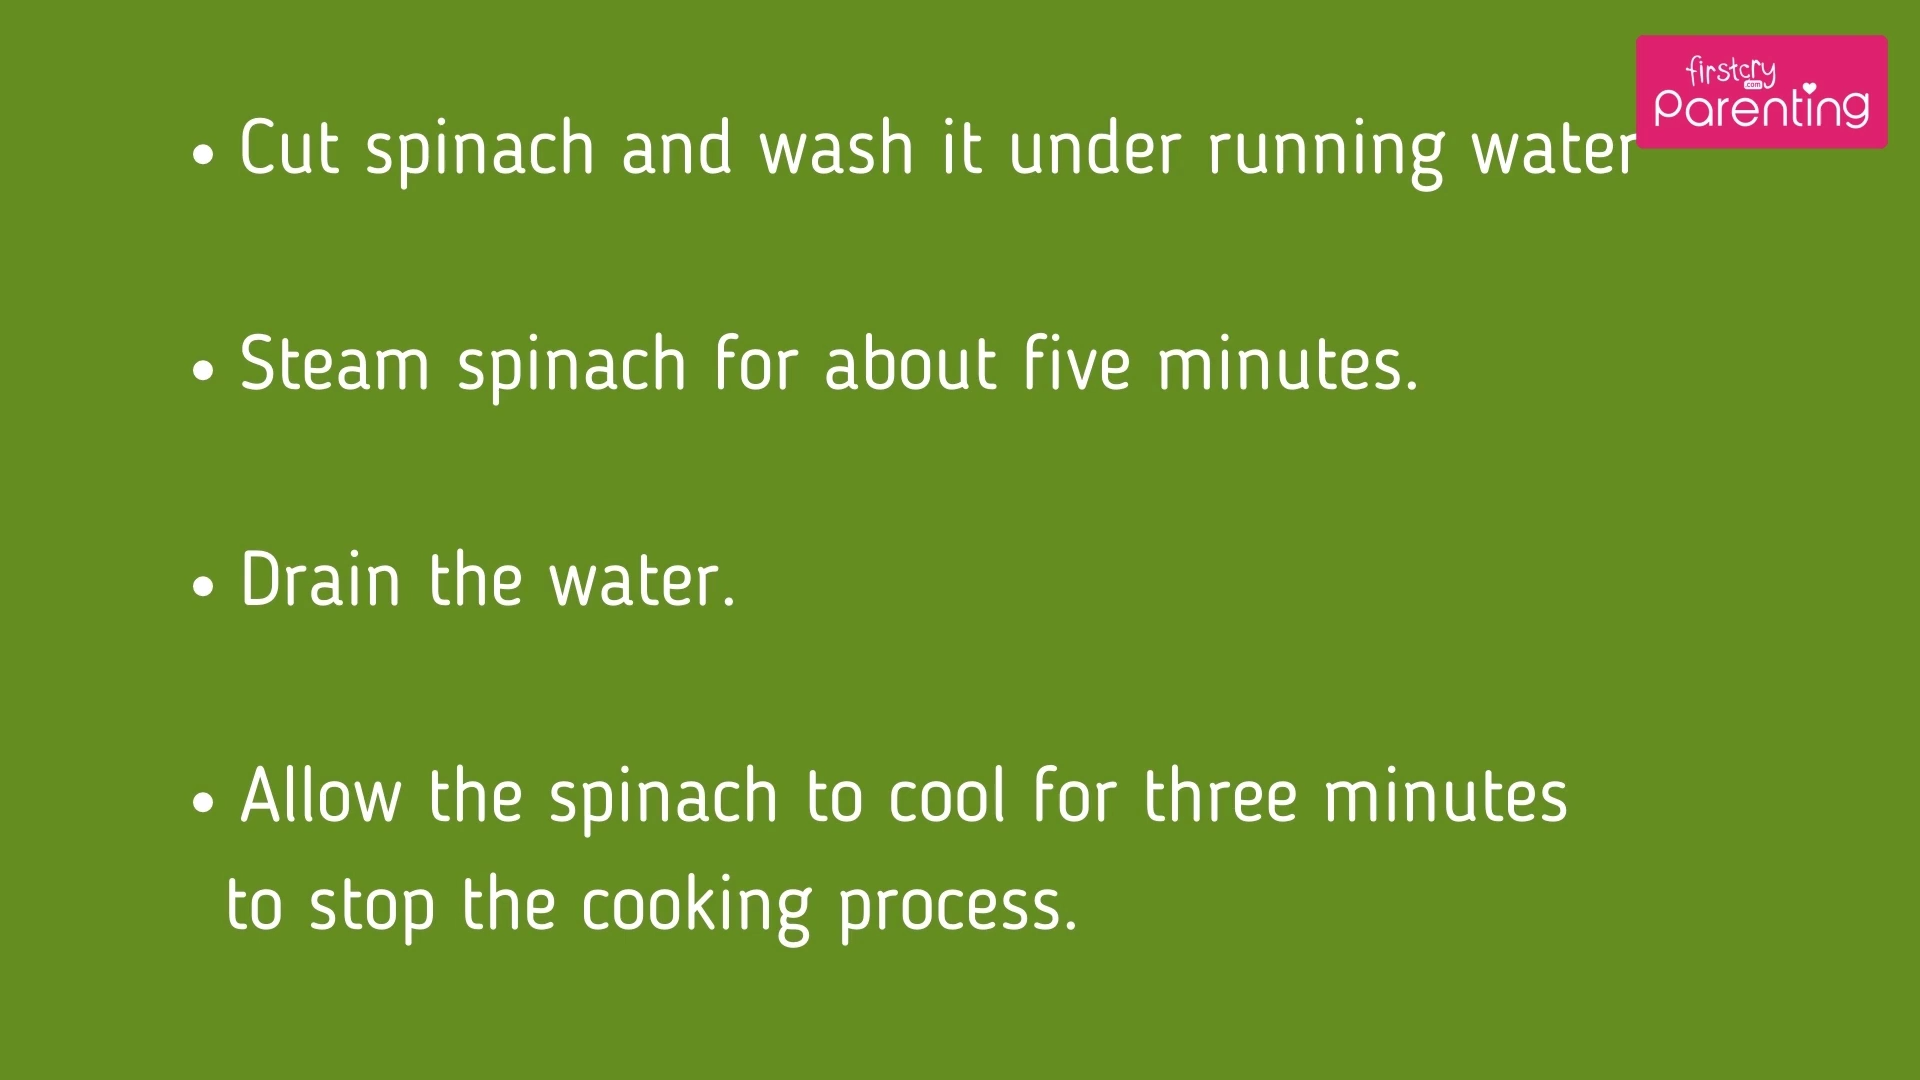 firstcry
.com
Parenting
• Cut spinach and wash it under running water
• Steam spinach for about five minutes.
• Drain the water.
• Allow the spinach to cool for three minutes
to stop the cooking process.